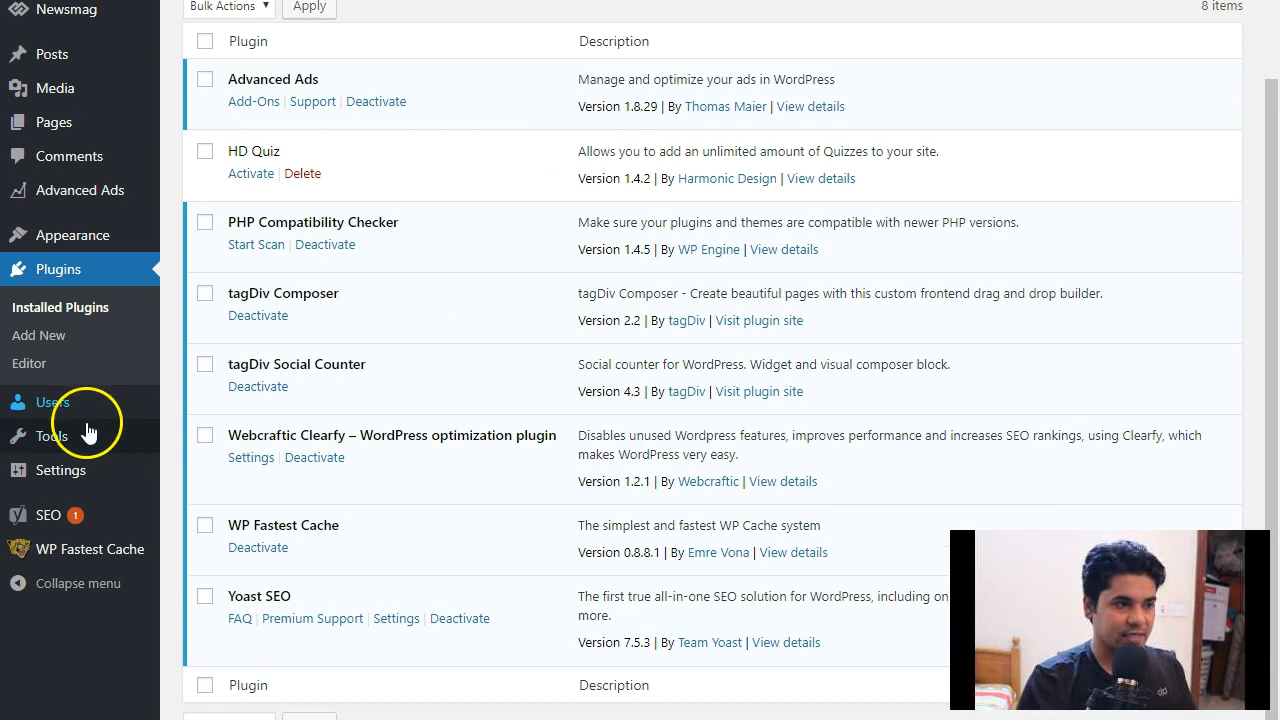 Newsmag
Posts
Media
Pages
Comments
Advanced Ads
Appearance
Plugins
Installed Plugins
Add New
Editor
Users
Tools
Settings
SEO 1
WP Fastest Cache
Collapse menu
Bulk Actions ▼ Apply 8 items
Plugin Description
Advanced Ads Manage and optimize your ads in WordPress
Add-Ons | Support | Deactivate Version 1.8.29 | By Thomas Maier | View details
HD Quiz Allows you to add an unlimited amount of Quizzes to your site.
Activate | Delete Version 1.4.2 | By Harmonic Design | View details
PHP Compatibility Checker Make sure your plugins and themes are compatible with newer PHP versions.
Start Scan | Deactivate Version 1.4.5 | By WP Engine | View details
tagDiv Composer tagDiv Composer - Create beautiful pages with this custom frontend drag and drop builder.
Deactivate Version 2.2 | By tagDiv | Visit plugin site
tagDiv Social Counter Social counter for WordPress. Widget and visual composer block.
Deactivate Version 4.3 | By tagDiv | Visit plugin site
Webcraftic Clearfy – WordPress optimization plugin Disables unused Wordpress features, improves performance and increases SEO rankings, using Clearfy, which
Settings | Deactivate makes WordPress very easy.
Version 1.2.1 | By Webcraftic | View details
WP Fastest Cache The simplest and fastest WP Cache system
Deactivate Version 0.8.8.1 | By Emre Vona | View details
Yoast SEO The first true all-in-one SEO solution for WordPress, including on
FAQ | Premium Support | Settings | Deactivate more.
Version 7.5.3 | By Team Yoast | View details
Plugin Description